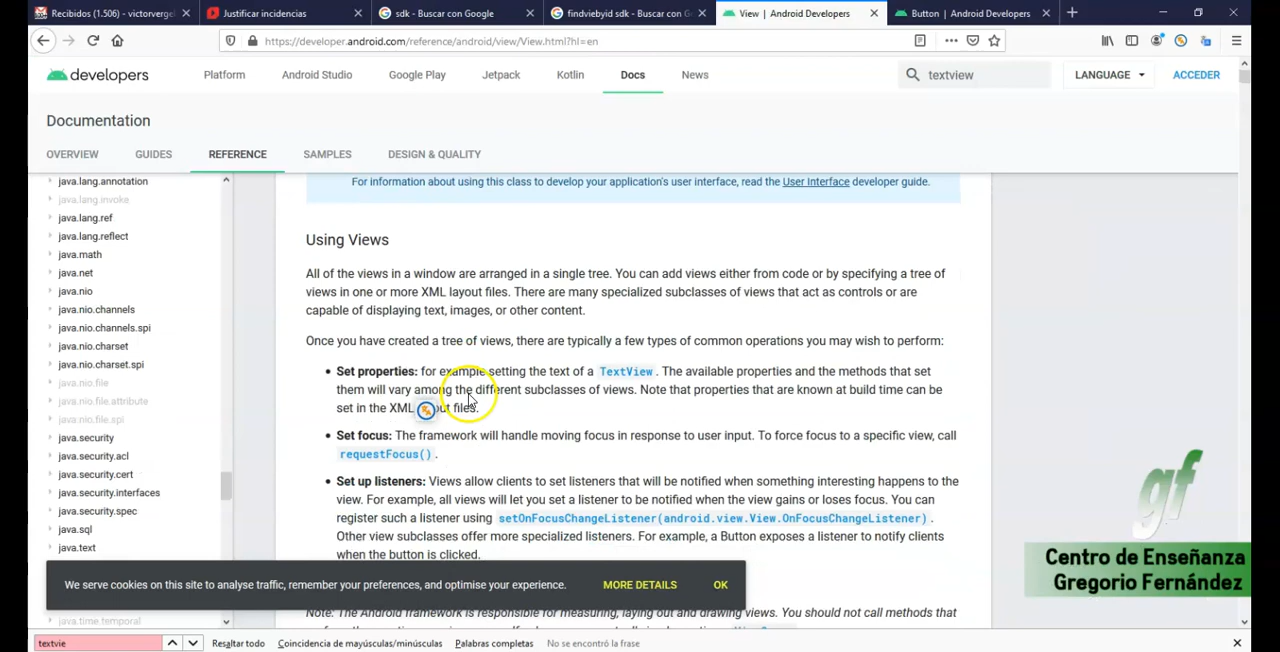 Recibidos (1.506) - victorverge
Justificar incidencias
sdk - Buscar con Google
findviebyid sdk - Buscar con G
View | Android Developers
Button | Android Developers
https://developer.android.com/reference/android/view/View.html?hl=en
developers
Platform
Android Studio
Google Play
Jetpack
Kotlin
Docs
News
textview
LANGUAGE
ACCEDER
Documentation
OVERVIEW
GUIDES
REFERENCE
SAMPLES
DESIGN & QUALITY
java.lang.annotation
java.lang.invoke
java.lang.ref
java.lang.reflect
java.math
java.net
java.nio
java.nio.channels
java.nio.channels.spi
java.nio.charset
java.nio.charset.spi
java.nio.file
java.nio.file.attribute
java.nio.file.spi
java.security
java.security.acl
java.security.cert
java.security.interfaces
java.security.spec
java.sql
java.text
java.time.temporal
For information about using this class to develop your application's user interface, read the User Interface developer guide.
Using Views
All of the views in a window are arranged in a single tree. You can add views either from code or by specifying a tree of
views in one or more XML layout files. There are many specialized subclasses of views that act as controls or are
capable of displaying text, images, or other content.
Once you have created a tree of views, there are typically a few types of common operations you may wish to perform:
• Set properties: for example setting the text of a TextView. The available properties and the methods that set
them will vary among the different subclasses of views. Note that properties that are known at build time can be
set in the XML layout files.
• Set focus: The framework will handle moving focus in response to user input. To force focus to a specific view, call
requestFocus().
• Set up listeners: Views allow clients to set listeners that will be notified when something interesting happens to the
view. For example, all views will let you set a listener to be notified when the view gains or loses focus. You can
register such a listener using setOnFocusChangeListener(android.view.View.OnFocusChangeListener).
Other view subclasses offer more specialized listeners. For example, a Button exposes a listener to notify clients
when the button is clicked.
We serve cookies on this site to analyse traffic, remember your preferences, and optimise your experience.
MORE DETAILS
OK
Note: The Android framework is responsible for measuring, laying out and drawing views. You should not call methods that
gf
Centro de Enseñanza
Gregorio Fernández
textvie
Resaltar todo
Coincidencia de mayúsculas/minúsculas
Palabras completas
No se encontró la frase